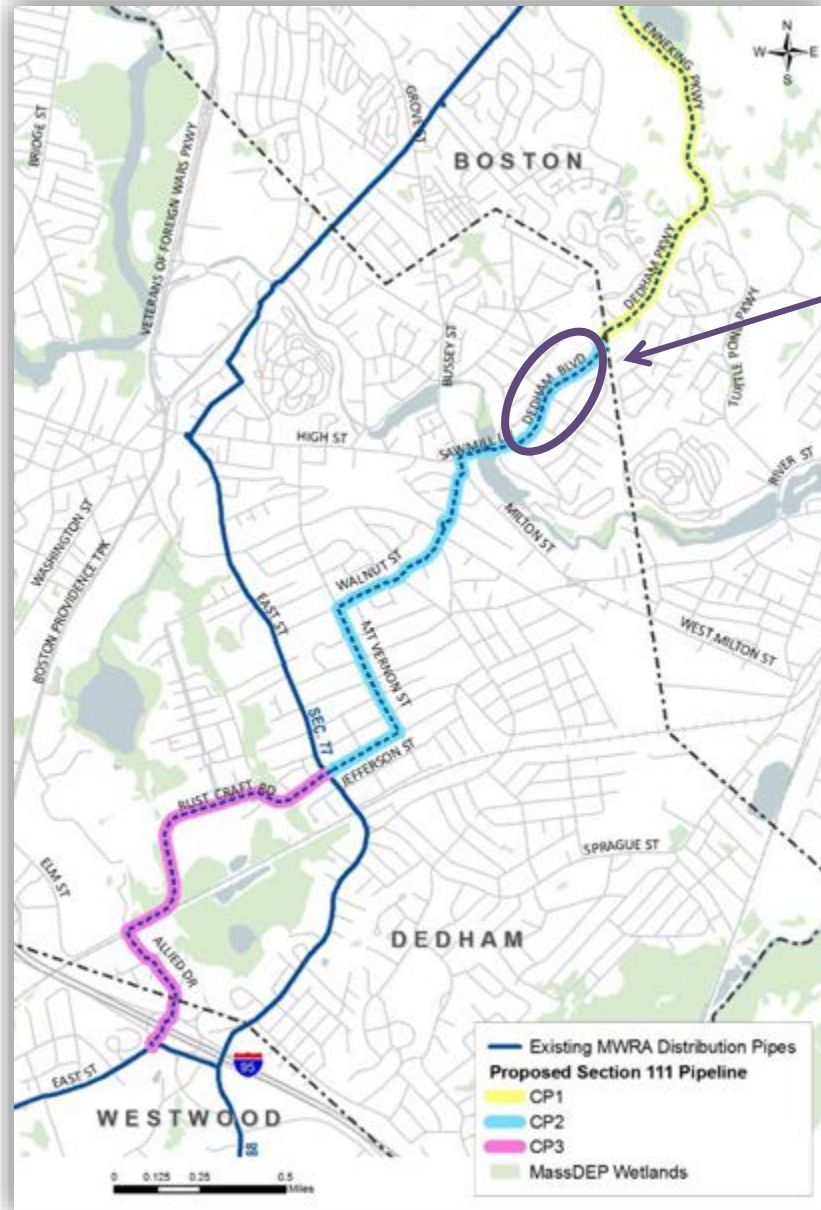 N
W E
S
ENNEKING PKWY
BRIDGE ST
GROVE ST
BOSTON
VETERANS OF FOREIGN WARS PKWY
DEDHAM PKWY
TURTLE POND PKWY
BUSSEY ST
DEDHAM BLVD
HIGH ST
SAWMILL L
RIVER ST
MILTON ST
WASHINGTON ST
WALNUT ST
BOSTON PROVIDENCE TPK
EAST ST
MT VERNON ST
WEST MILTON ST
SEC. 77
JEFFERSON ST
RUST CRAFT RD
SPRAGUE ST
ELM ST
DEDHAM
ALLIED DR
95
EAST ST
WESTWOOD
88
0 0.125 0.25 0.5
Miles
Existing MWRA Distribution Pipes
Proposed Section 111 Pipeline
CP1
CP2
CP3
MassDEP Wetlands